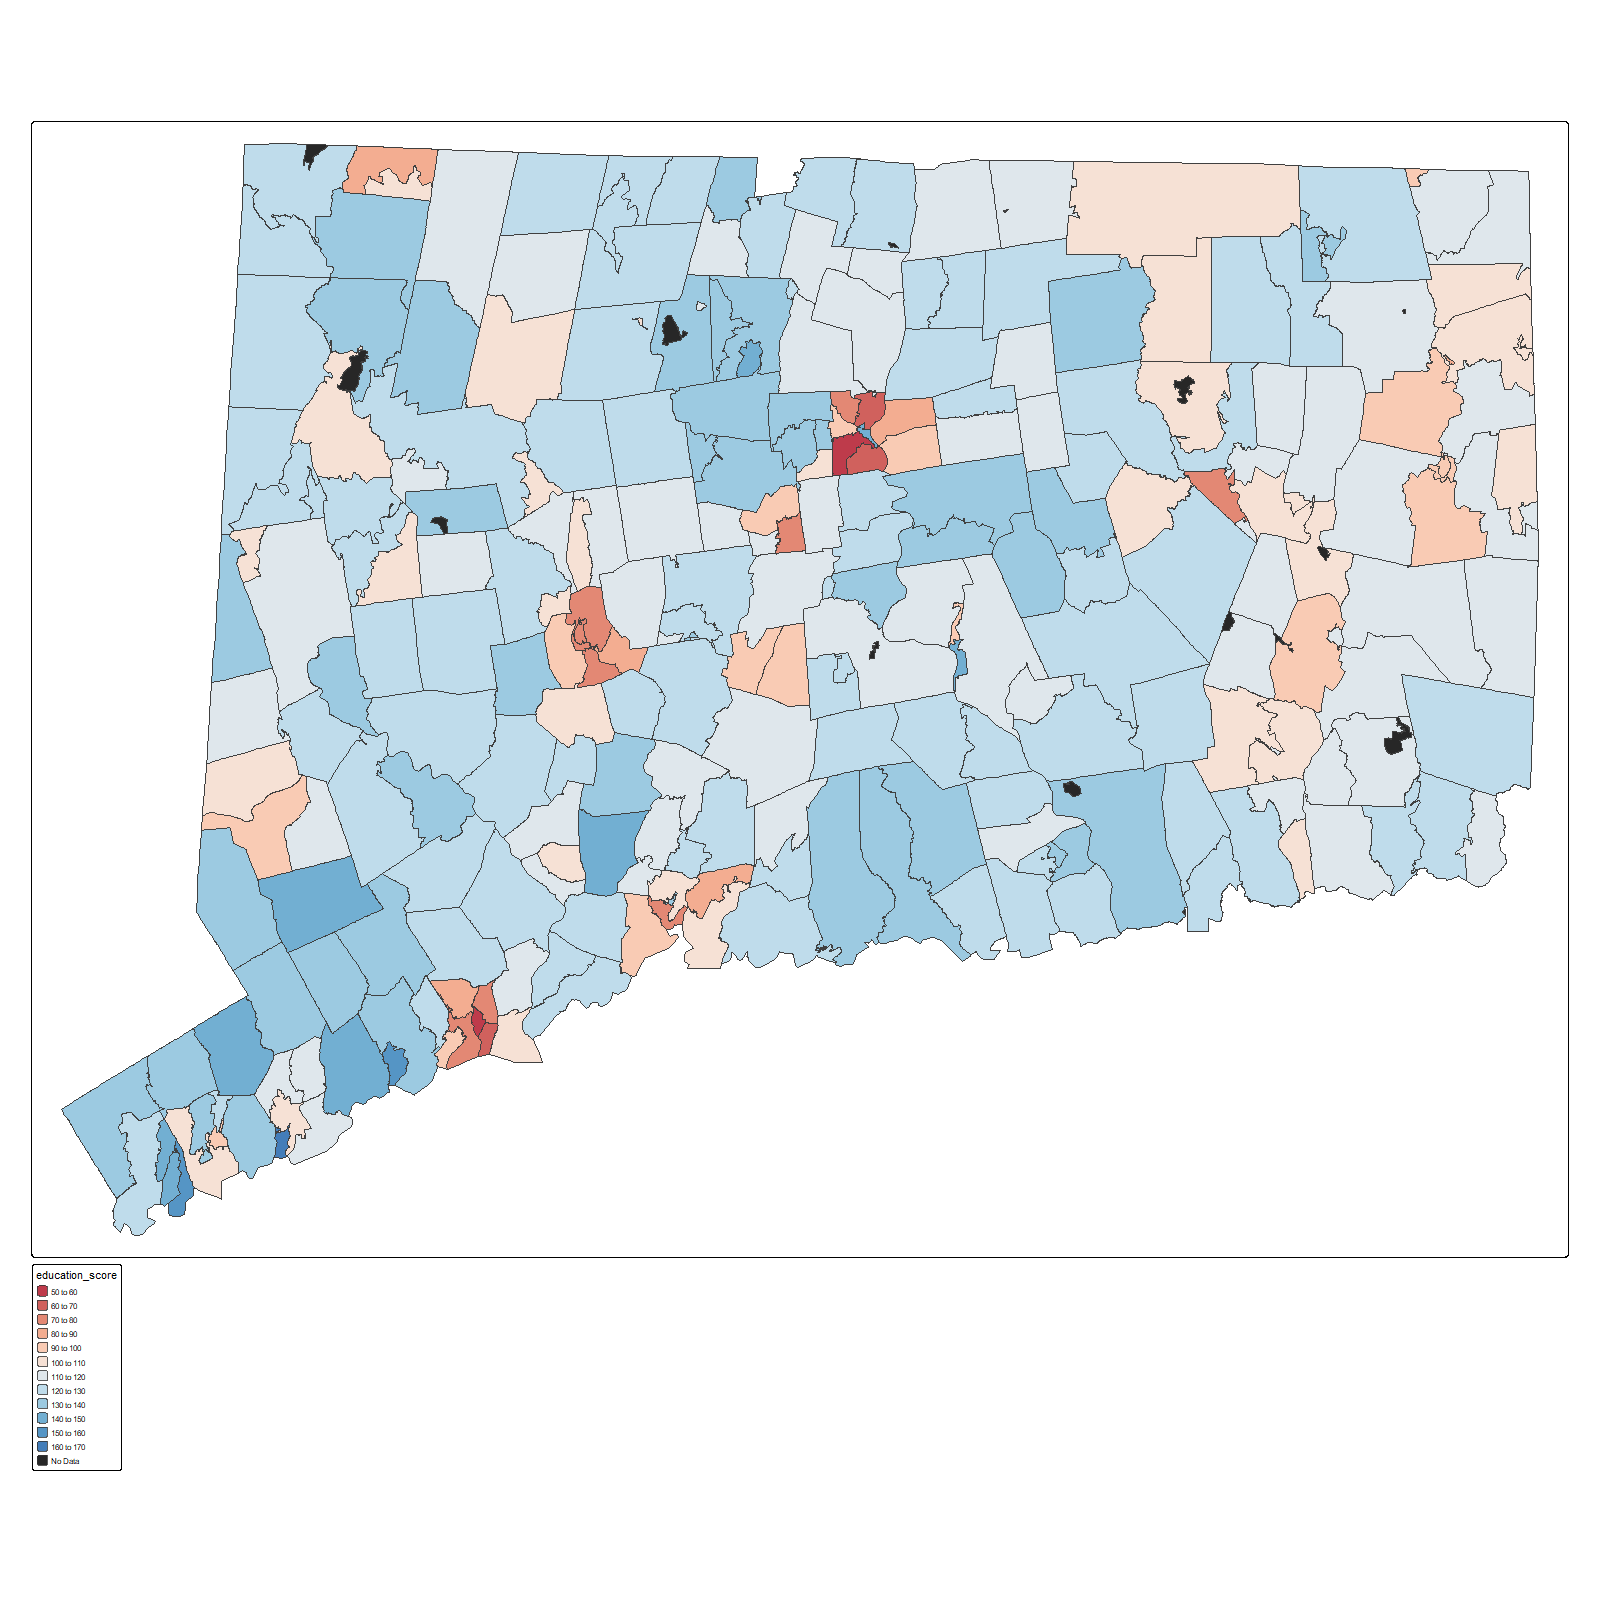 education_score
50 to 60
60 to 70
70 to 80
80 to 90
90 to 100
100 to 110
110 to 120
120 to 130
130 to 140
140 to 150
150 to 160
160 to 170
No Data